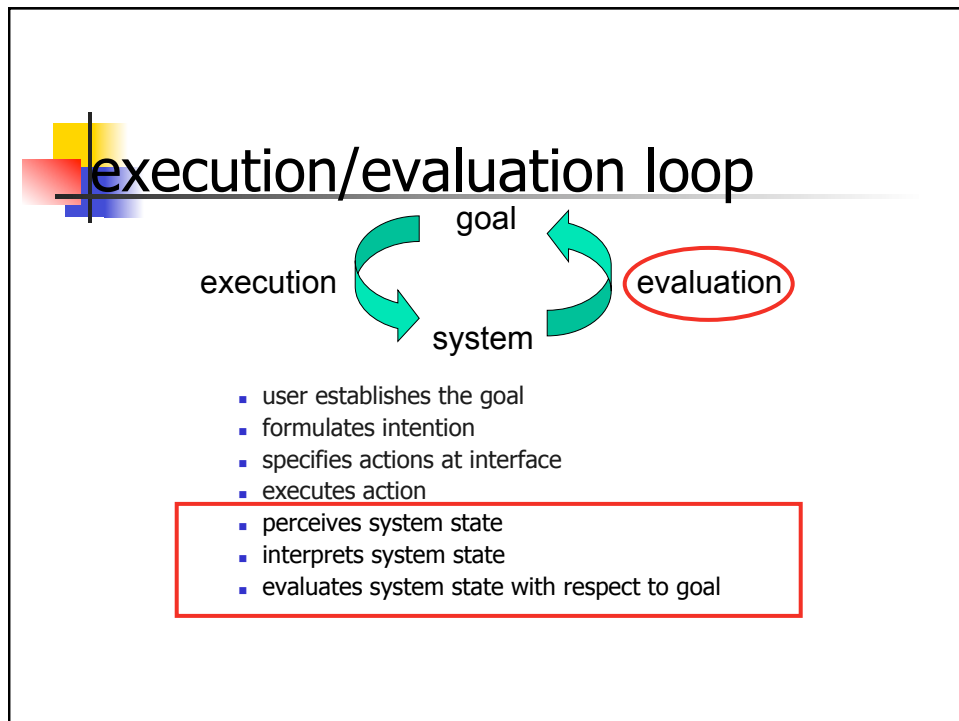 execution/evaluation loop
goal
execution
evaluation
system
user establishes the goal
formulates intention
specifies actions at interface
executes action
perceives system state
interprets system state
evaluates system state with respect to goal